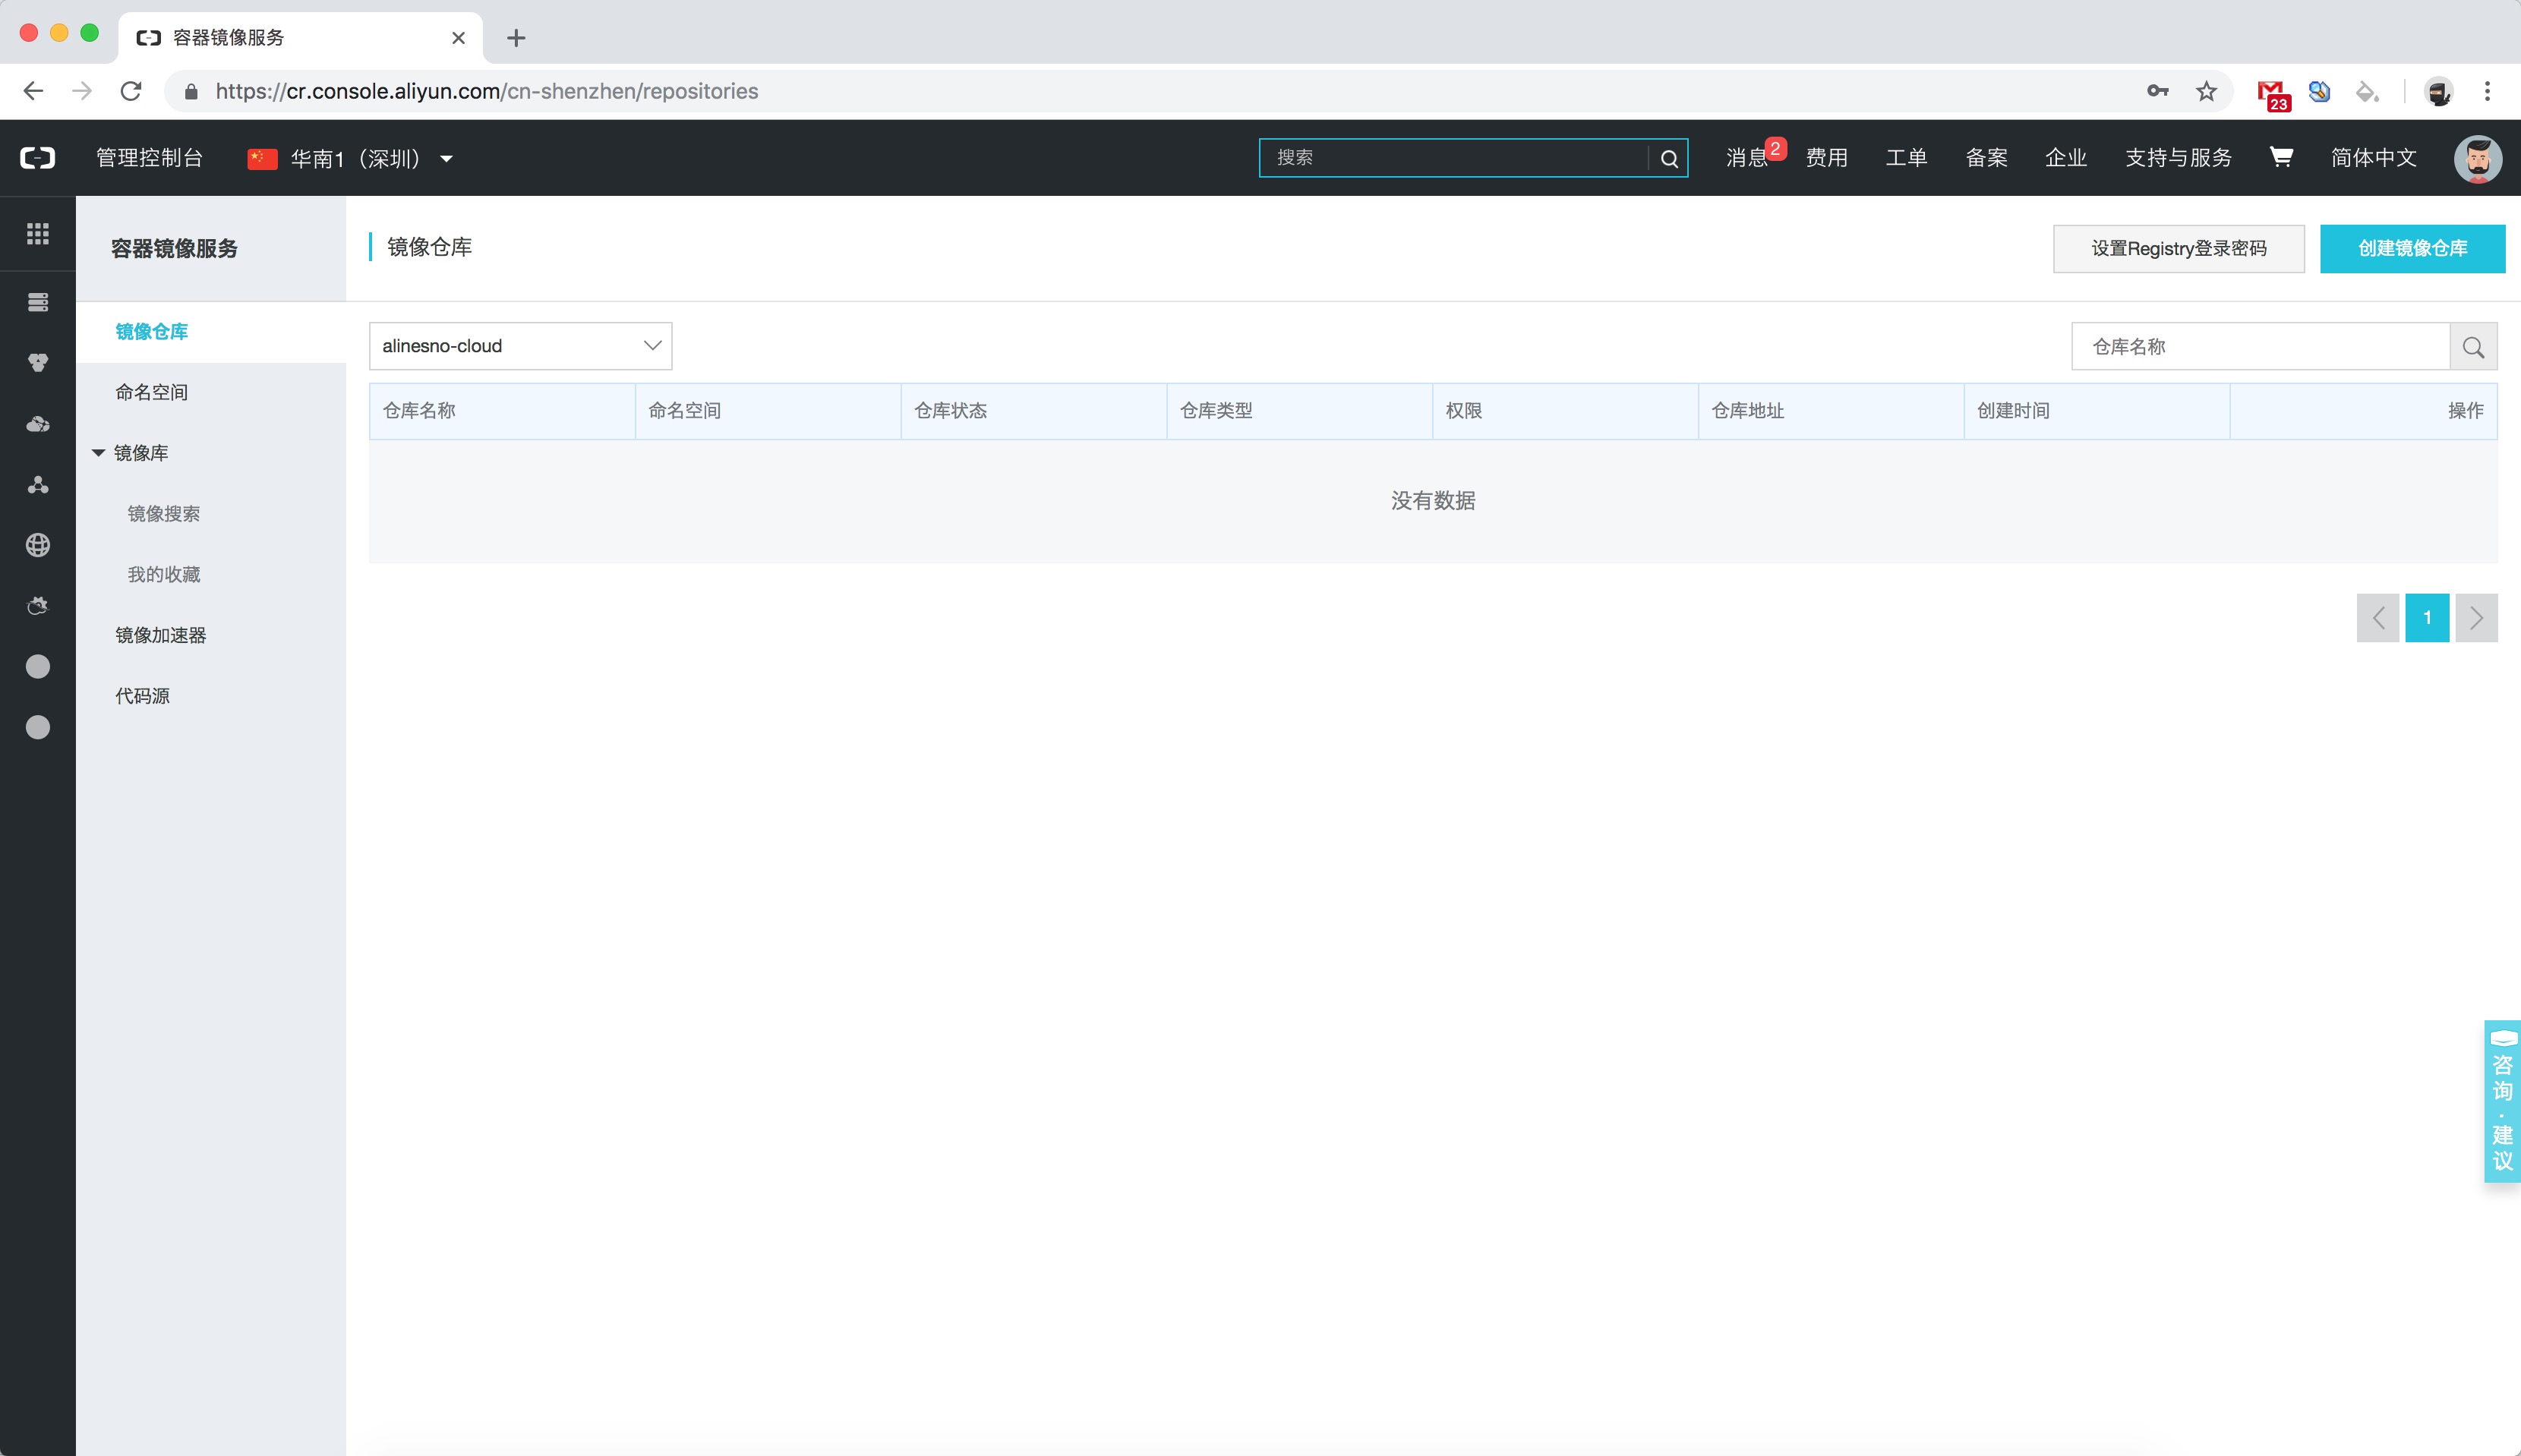 容器镜像服务
https://cr.console.aliyun.com/cn-shenzhen/repositories
23
管理控制台
华南1（深圳）
搜索
消息
2
费用
工单
备案
企业
支持与服务
简体中文
容器镜像服务
镜像仓库
命名空间
镜像库
镜像搜索
我的收藏
镜像加速器
代码源
镜像仓库
设置Registry登录密码
创建镜像仓库
alinesno-cloud
仓库名称
仓库名称 命名空间 仓库状态 仓库类型 权限 仓库地址 创建时间 操作
没有数据
1
咨询·建议